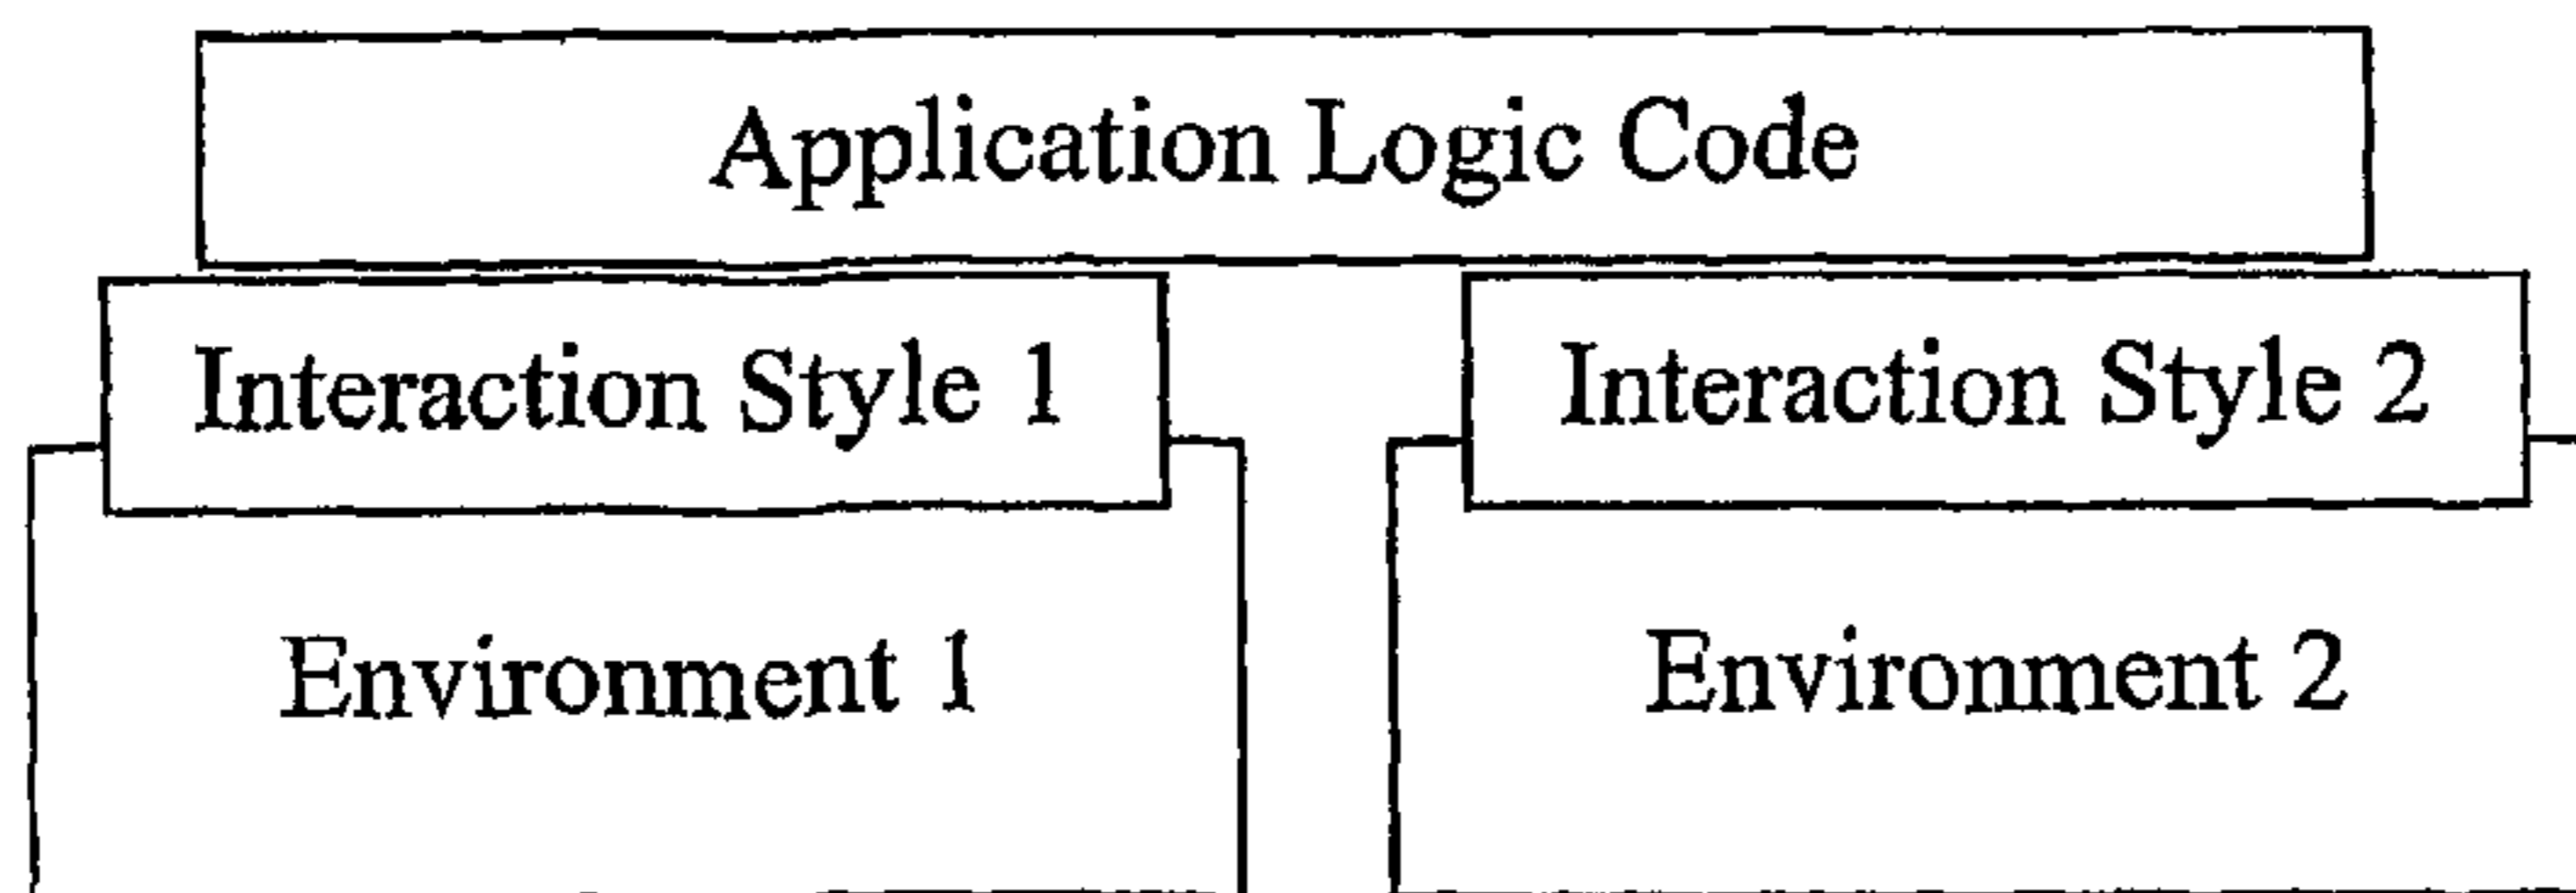 Application Logic Code
Interaction Style 1
Interaction Style 2
Environment 1
Environment 2